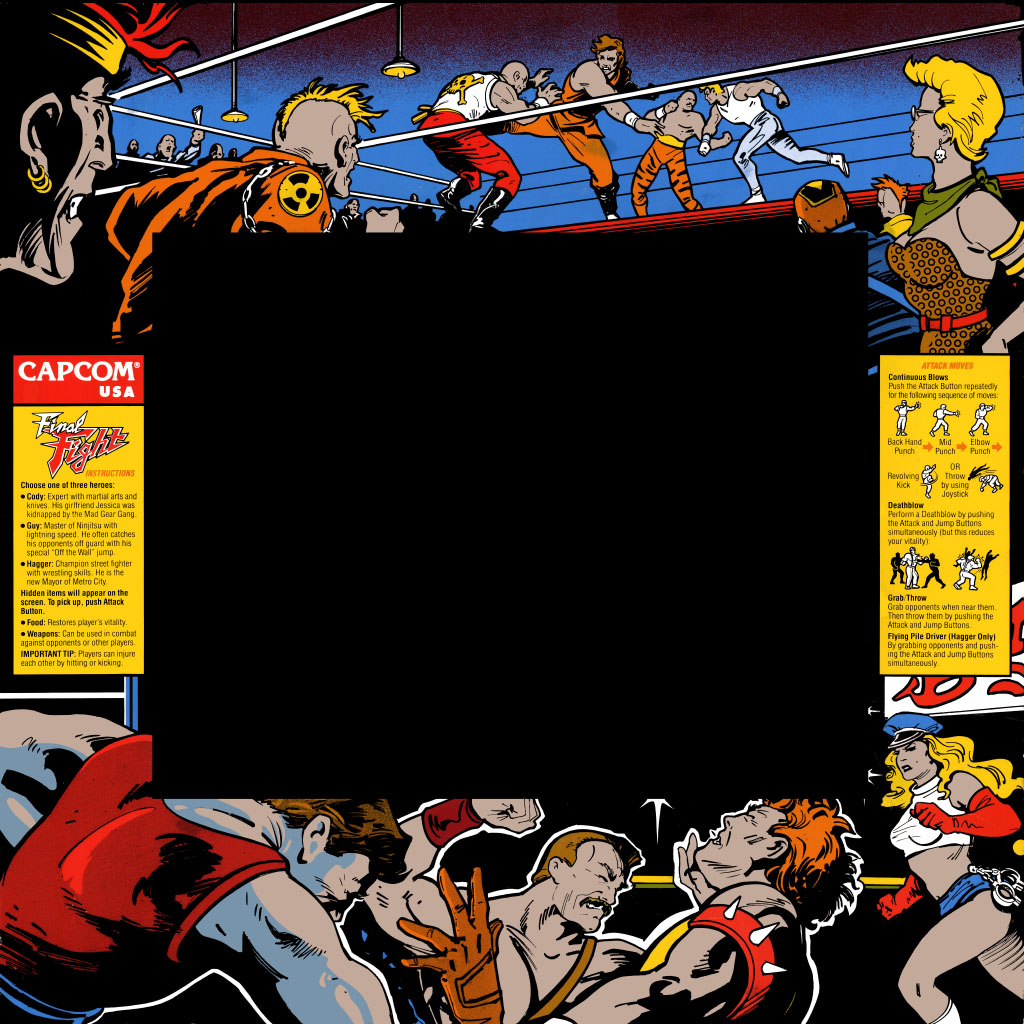 CAPCOM®
USA
Final
Fight
INSTRUCTIONS
Choose one of three heroes:
• Cody: Expert with martial arts and
knives. His girlfriend Jessica was
kidnapped by the Mad Gear Gang.
• Guy: Master of Ninjitsu with
lightning speed. He often catches
his opponents off guard with his
special "Off the Wall" jump.
• Hagger: Champion street fighter
with wrestling skills. He is the
new Mayor of Metro City.
Hidden items will appear on the
screen. To pick up, push Attack
Button.
• Food: Restores player's vitality.
• Weapons: Can be used in combat
against opponents or other players.
IMPORTANT TIP: Players can injure
each other by hitting or kicking.
ATTACK MOVES
Continuous Blows
Push the Attack Button repeatedly
for the following sequence of moves:
Back Hand Punch
Mid Punch
Elbow Punch
Revolving Kick
OR
Throw
by using
Joystick
Deathblow
Perform a Deathblow by pushing
the Attack and Jump Buttons
simultaneously (but this reduces
your vitality):
Grab/Throw
Grab opponents when near them.
Then throw them by pushing the
Attack and Jump Buttons.
Flying Pile Driver (Hagger Only)
By grabbing opponents and push-
ing the Attack and Jump Buttons
simultaneously.